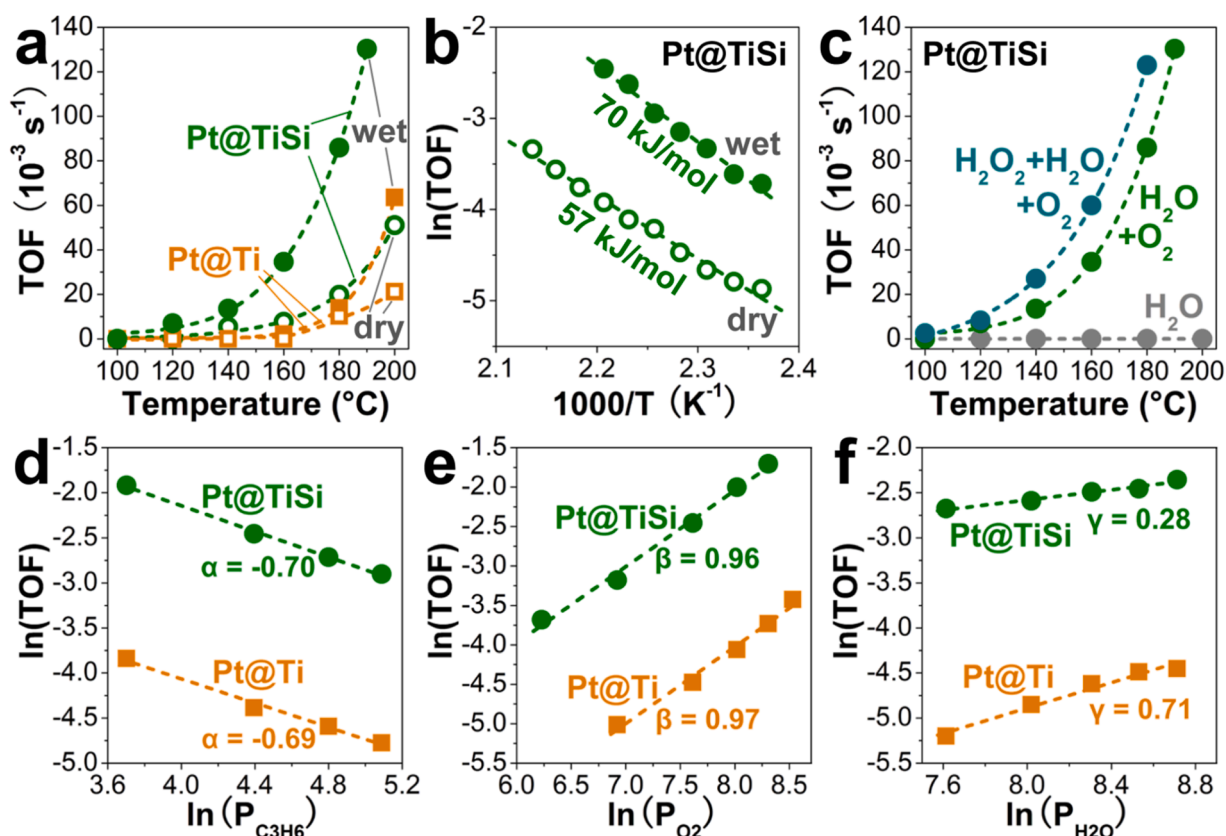 a
140
120
100
80
60
40
20
0
TOF (10⁻³ s⁻¹)
Pt@TiSi
wet
Pt@Ti
dry
100 120 140 160 180 200
Temperature (°C)
b
-2
-3
-4
-5
ln(TOF)
Pt@TiSi
70 kJ/mol
wet
57 kJ/mol
dry
2.1 2.2 2.3 2.4
1000/T (K⁻¹)
c
140
120
100
80
60
40
20
0
TOF (10⁻³ s⁻¹)
Pt@TiSi
H₂O₂+H₂O
+O₂
H₂O
+O₂
H₂O
100 120 140 160 180 200
Temperature (°C)
d
-1.5
-2.0
-2.5
-3.0
-3.5
-4.0
-4.5
-5.0
ln(TOF)
Pt@TiSi
α = -0.70
Pt@Ti
α = -0.69
3.6 4.0 4.4 4.8 5.2
ln(P_C3H6)
e
-1.0
-1.5
-2.0
-2.5
-3.0
-3.5
-4.0
-4.5
-5.0
-5.5
ln(TOF)
Pt@TiSi
β = 0.96
Pt@Ti
β = 0.97
6.0 6.5 7.0 7.5 8.0 8.5
ln(P_O2)
f
-2.0
-2.5
-3.0
-3.5
-4.0
-4.5
-5.0
-5.5
ln(TOF)
Pt@TiSi
γ = 0.28
Pt@Ti
γ = 0.71
7.6 8.0 8.4 8.8
ln(P_H2O)